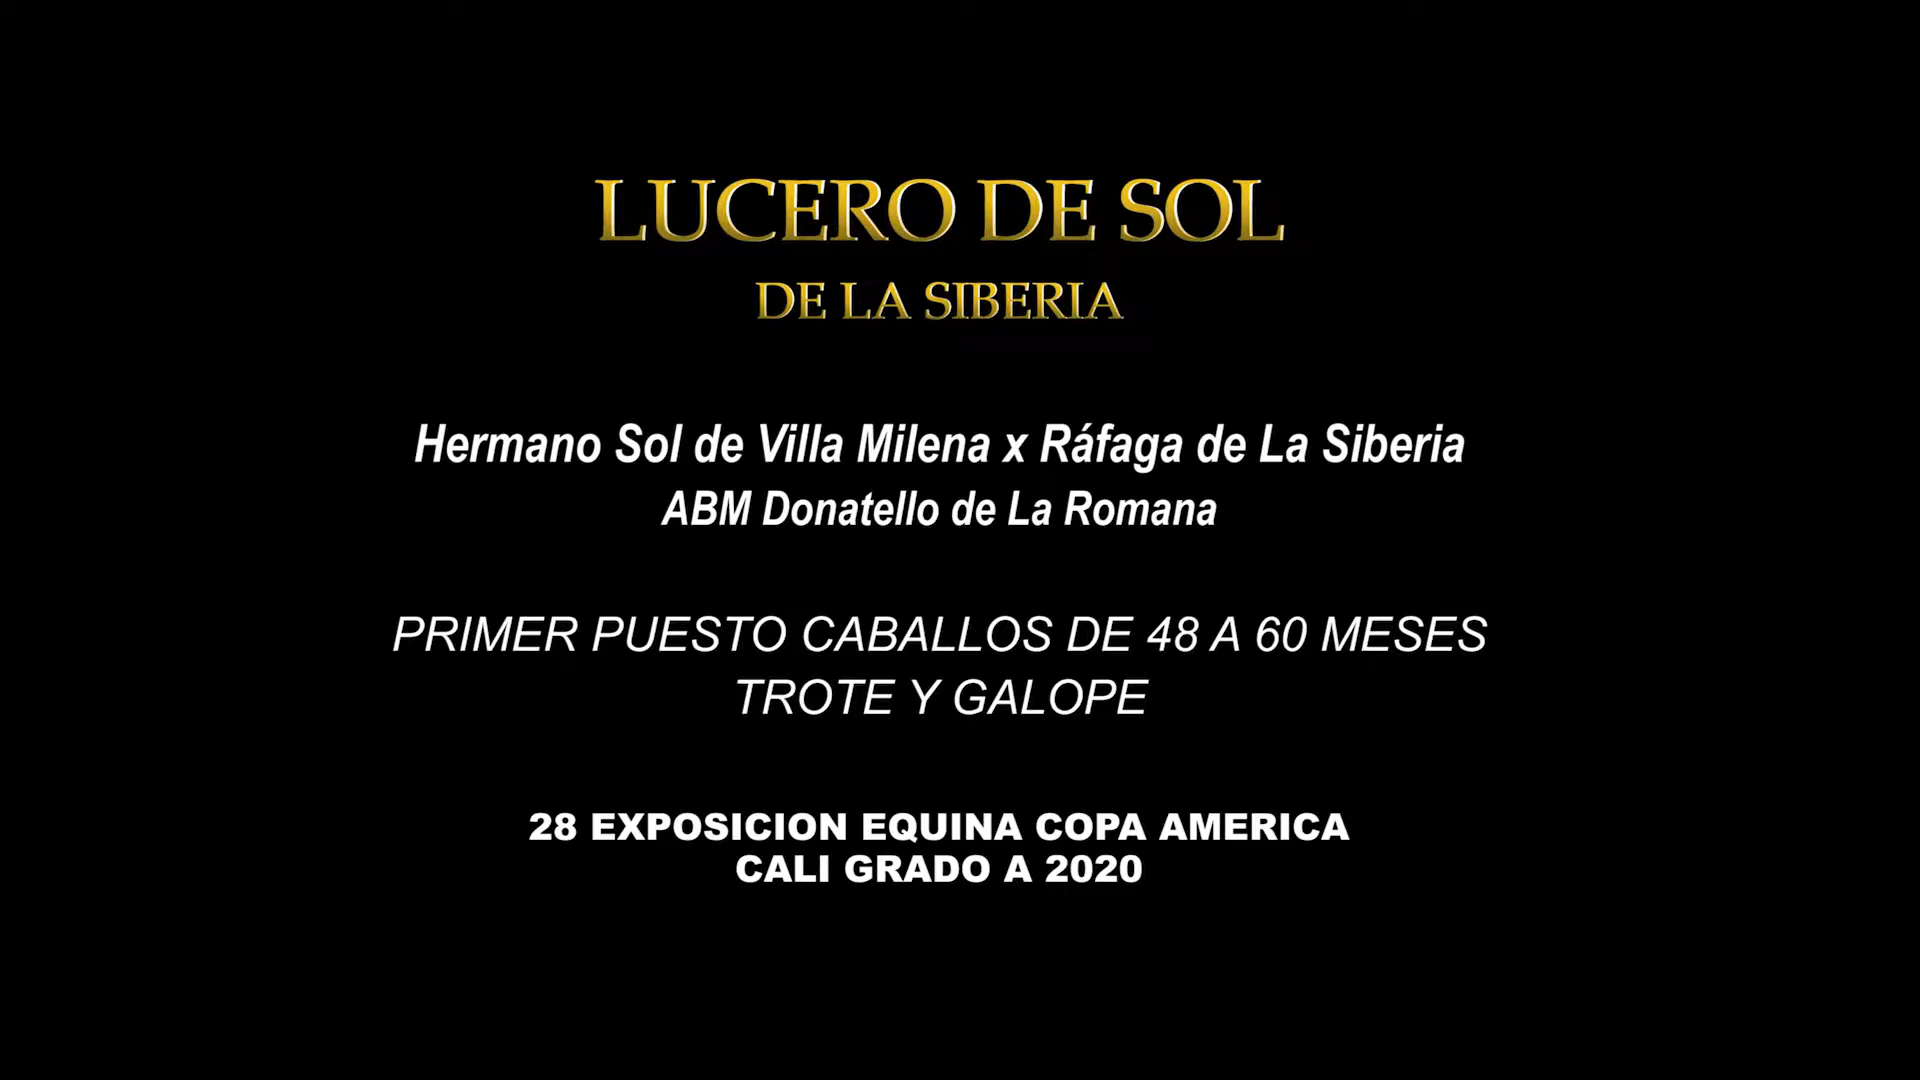 LUCERO DE SOL
DE LA SIBERIA
Hermano Sol de Villa Milena x Ráfaga de La Siberia
ABM Donatello de La Romana
PRIMER PUESTO CABALLOS DE 48 A 60 MESES
TROTE Y GALOPE
28 EXPOSICION EQUINA COPA AMERICA
CALI GRADO A 2020